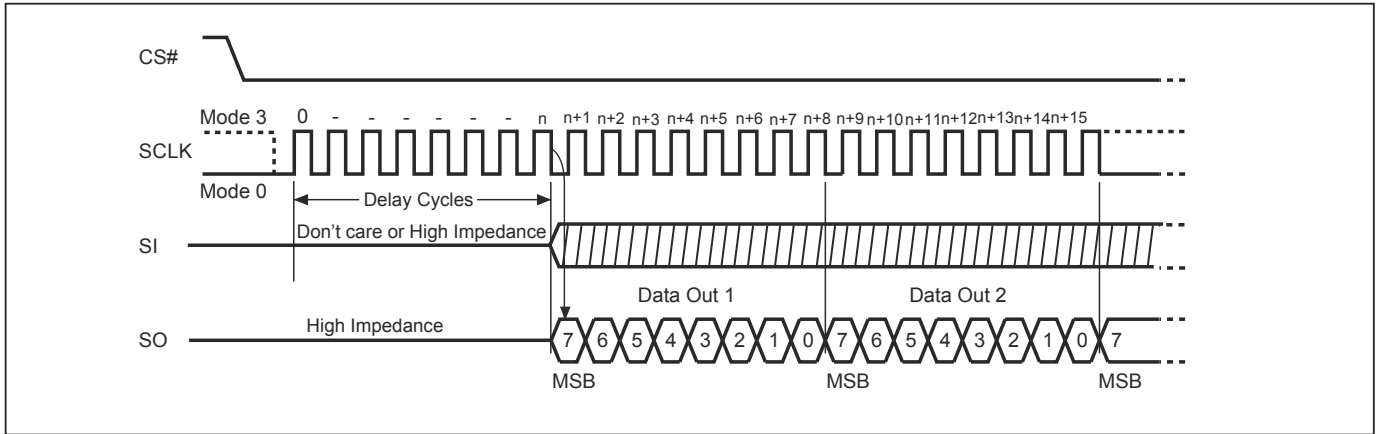 CS#
Mode 3 0 - - - - - - n n+1 n+2 n+3 n+4 n+5 n+6 n+7 n+8 n+9 n+10 n+11 n+12 n+13 n+14 n+15
SCLK
Mode 0
Delay Cycles
Don't care or High Impedance
SI
Data Out 1 Data Out 2
High Impedance
SO 7 6 5 4 3 2 1 0 7 6 5 4 3 2 1 0 7
MSB MSB MSB